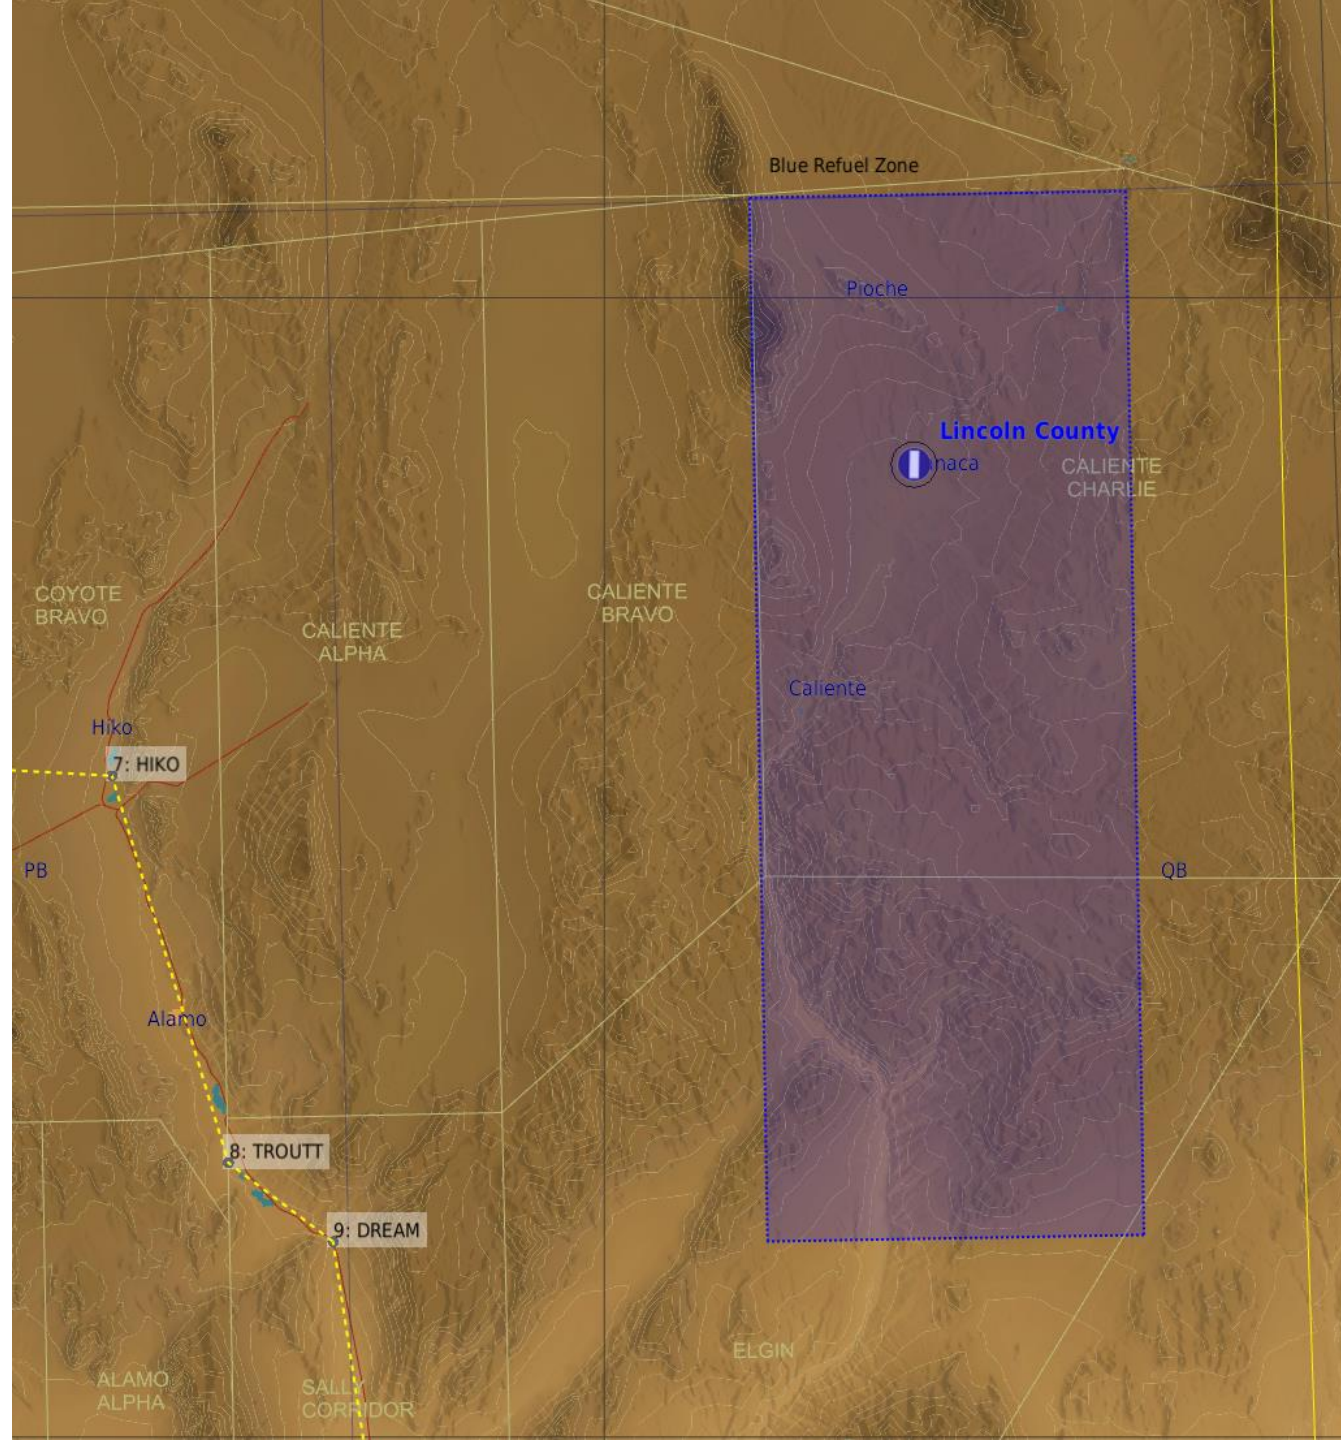 Blue Refuel Zone
Pioche
Lincoln County
naca
CALIENTE
CHARLIE
COYOTE
BRAVO
CALIENTE
ALPHA
CALIENTE
BRAVO
Caliente
Hiko
7: HIKO
PB
QB
Alamo
8: TROUTT
9: DREAM
ELGIN
ALAMO
ALPHA
SALLY
CORRIDOR